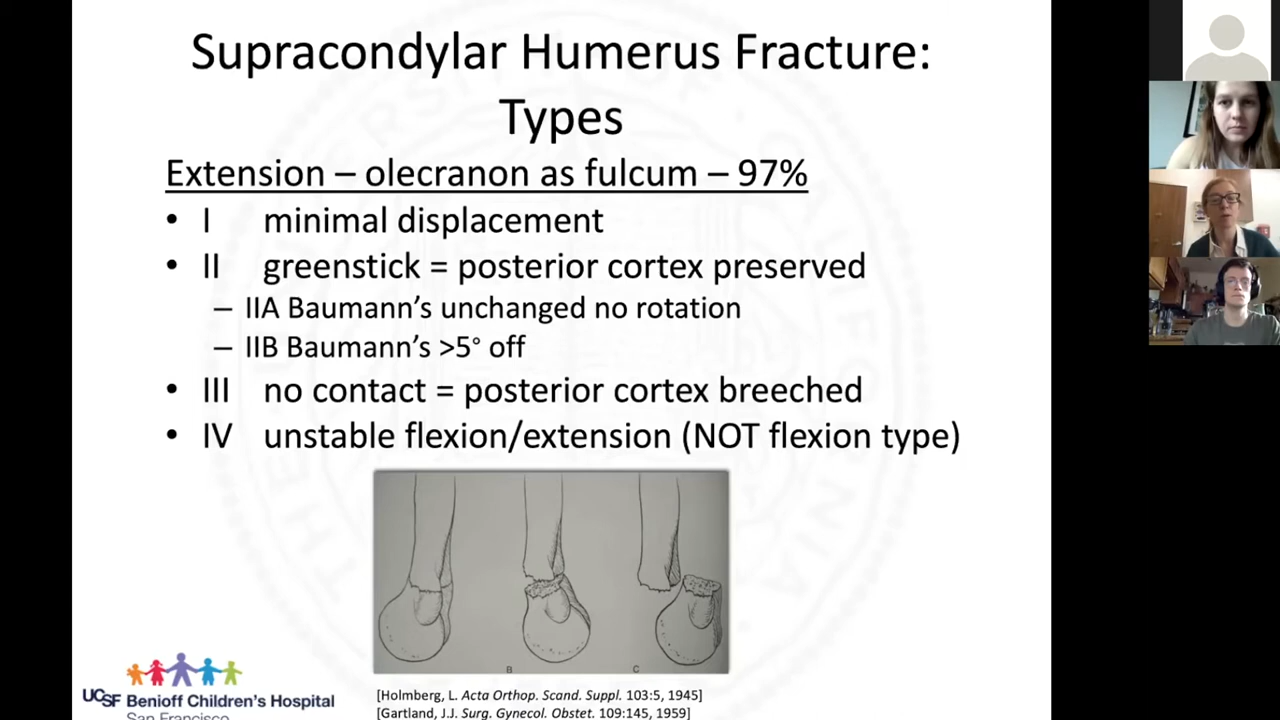 Supracondylar Humerus Fracture:
Types
Extension – olecranon as fulcum – 97%
• I minimal displacement
• II greenstick = posterior cortex preserved
– IIA Baumann's unchanged no rotation
– IIB Baumann's >5° off
• III no contact = posterior cortex breeched
• IV unstable flexion/extension (NOT flexion type)
B C
UCSF Benioff Children's Hospital
San Francisco
[Holmberg, L. Acta Orthop. Scand. Suppl. 103:5, 1945]
[Gartland, J.J. Surg. Gynecol. Obstet. 109:145, 1959]